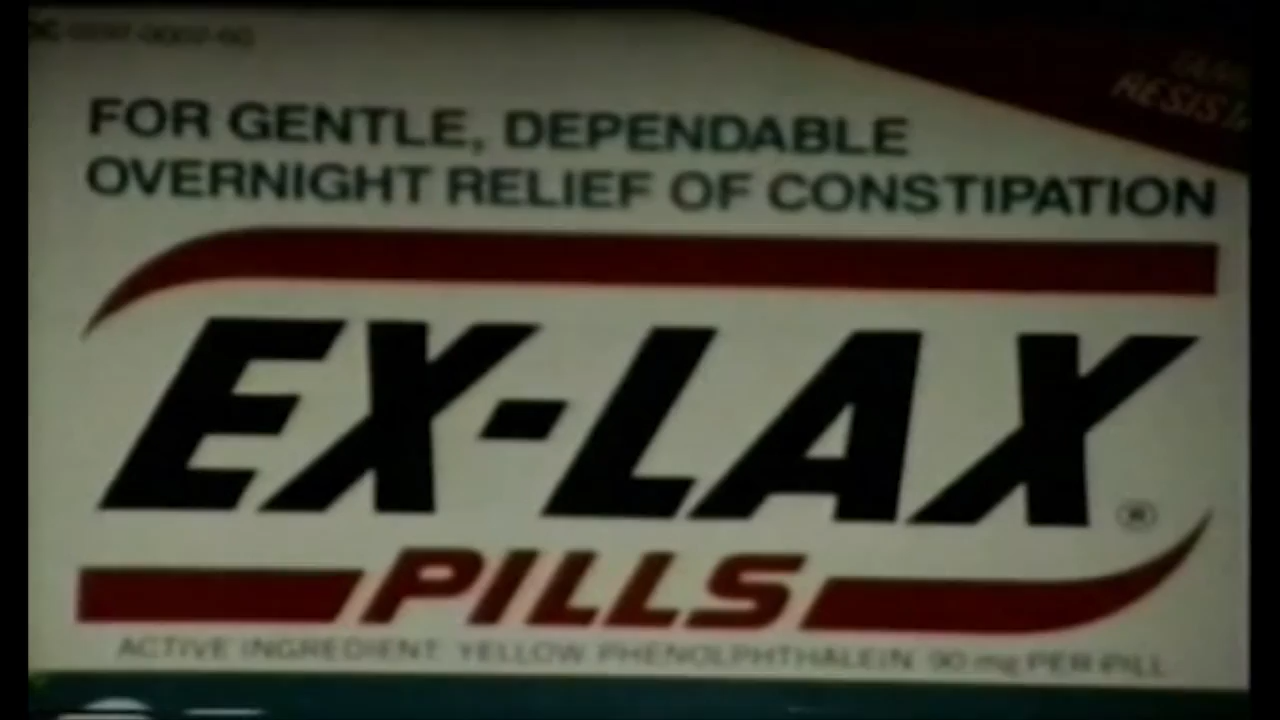 FOR GENTLE, DEPENDABLE
OVERNIGHT RELIEF OF CONSTIPATION
EX-LAX®
PILLS
ACTIVE INGREDIENT: YELLOW PHENOLPHTHALEIN 90 mg PER PILL